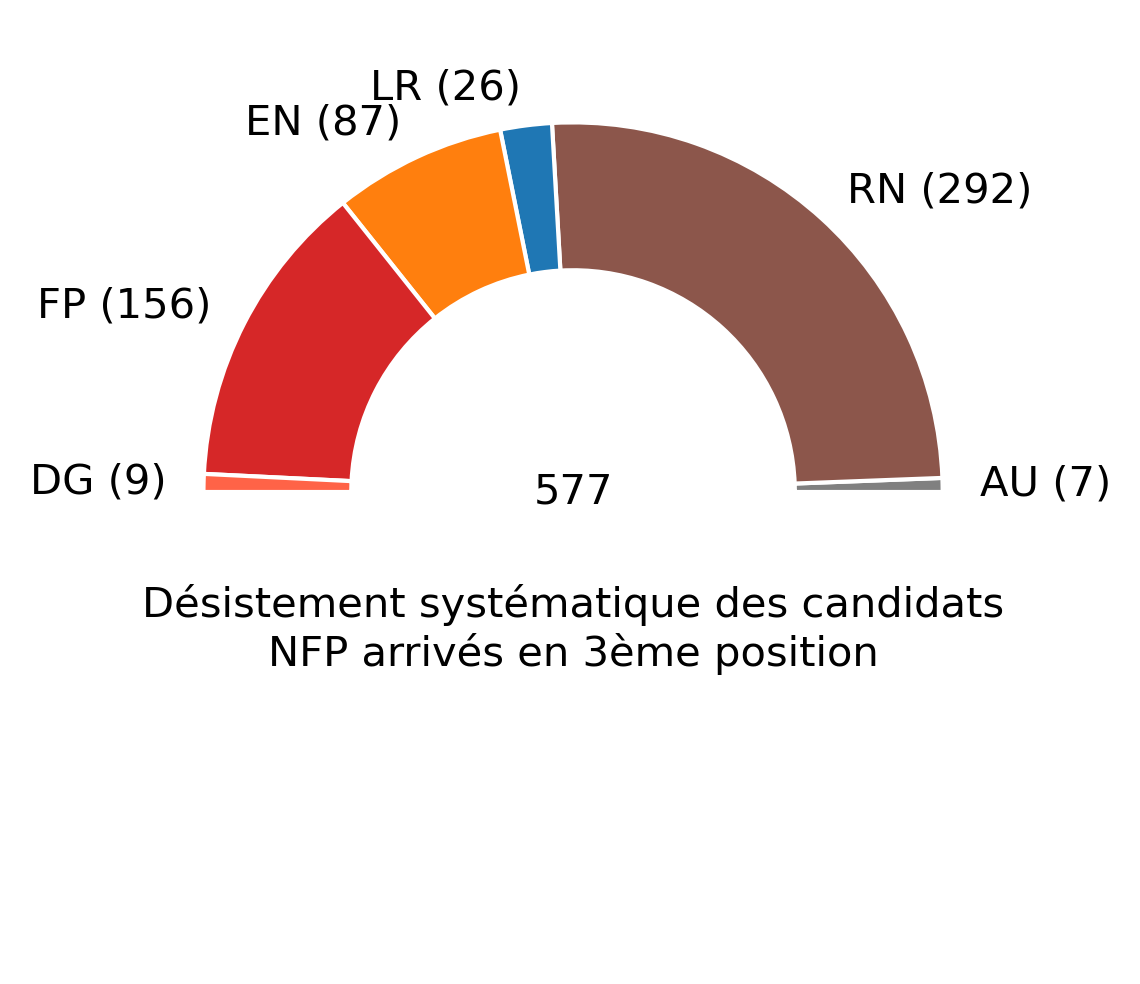 LR (26)
EN (87)
RN (292)
FP (156)
DG (9)
577
AU (7)
Désistement systématique des candidats
NFP arrivés en 3ème position